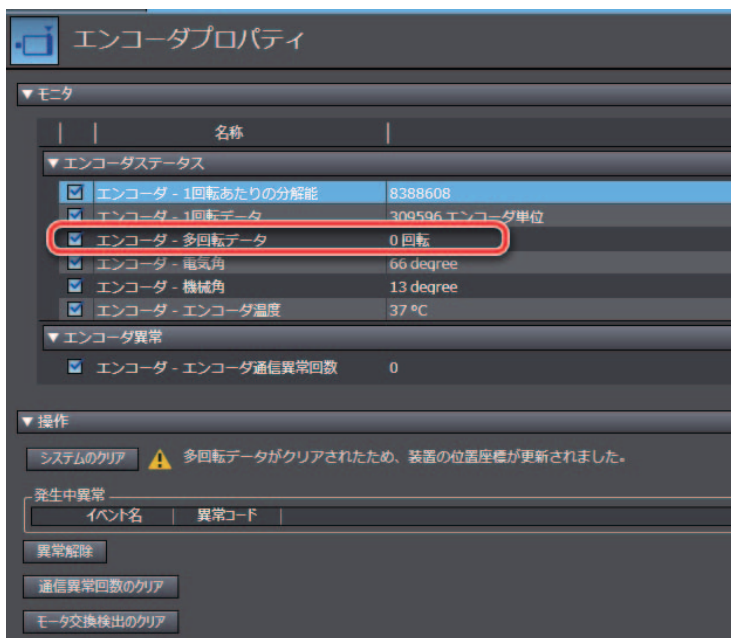 エンコーダプロパティ
▼モニタ
名称
▼エンコーダステータス
エンコーダ - 1回転あたりの分解能 8388608
エンコーダ - 1回転データ 309596 エンコーダ単位
エンコーダ - 多回転データ 0 回転
エンコーダ - 電気角 66 degree
エンコーダ - 機械角 13 degree
エンコーダ - エンコーダ温度 37 ℃
▼エンコーダ異常
エンコーダ - エンコーダ通信異常回数 0
▼操作
システムのクリア 多回転データがクリアされたため、装置の位置座標が更新されました。
発生中異常
イベント名 異常コード
異常解除
通信異常回数のクリア
モータ交換検出のクリア